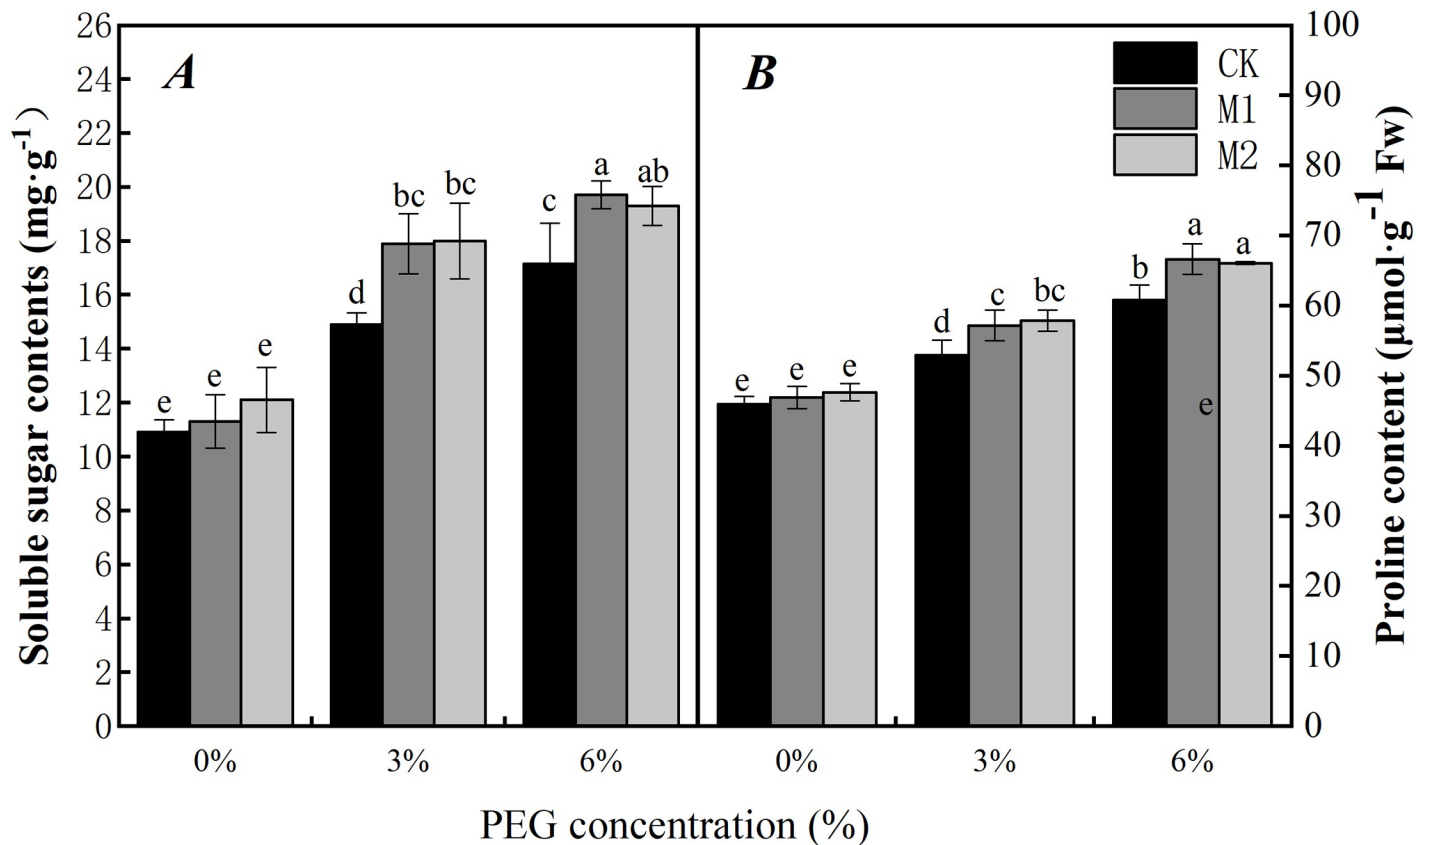 Soluble sugar contents (mg·g⁻¹)
26
24
22
20
18
16
14
12
10
8
6
4
2
0
A
e
e
e
d
bc
bc
c
a
ab
0%
3%
6%
B
CK
M1
M2
e
e
e
d
c
bc
b
a
a
e
0%
3%
6%
100
90
80
70
60
50
40
30
20
10
0
Proline content (μmol·g⁻¹ Fw)
PEG concentration (%)